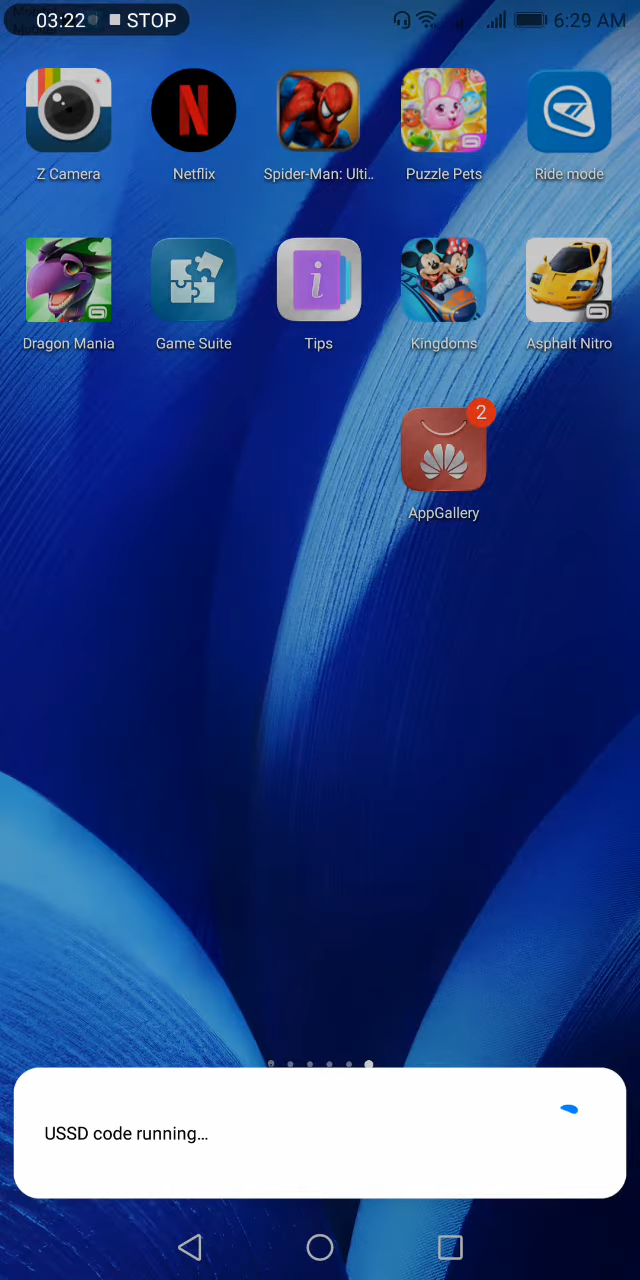 03:22 STOP 6:29 AM
Z Camera Netflix Spider-Man: Ulti.. Puzzle Pets Ride mode
Dragon Mania Game Suite Tips Kingdoms Asphalt Nitro
2
AppGallery
USSD code running...